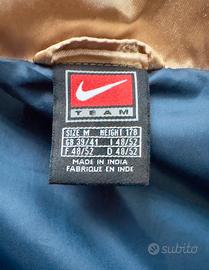 NIKE
TEAM
SIZE M HEIGHT 178
GB 39/41 I 48/52
F 48/52 D 48/52
MADE IN INDIA
FABRIQUE EN INDE
subito